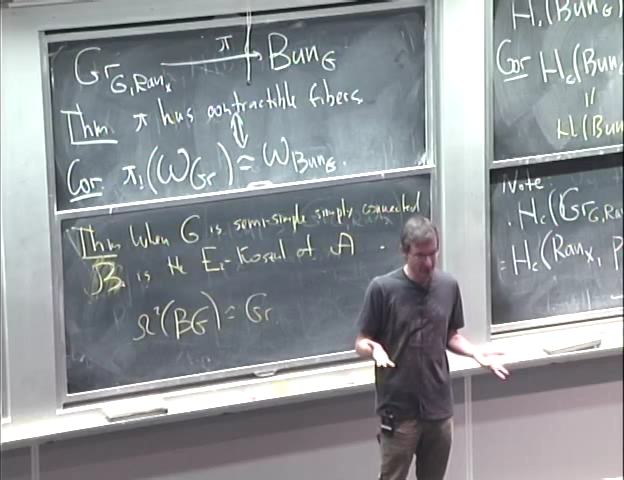 Gr_{G,Ran_x} —π→ Bun_G
Thm π has contractible fibers.
Cor π_!(ω_{Gr}) ≃ ω_{Bun_G}.
Thm When G is semi-simple simply connected
B is the E_2-Koszul of A.
Ω²(BG) = Gr
H_c(Bun_G)
Cor H_c(Bun
H(Bun
Note:
. H_c(Gr_{G,Ra
= H_c(Ran_x, p